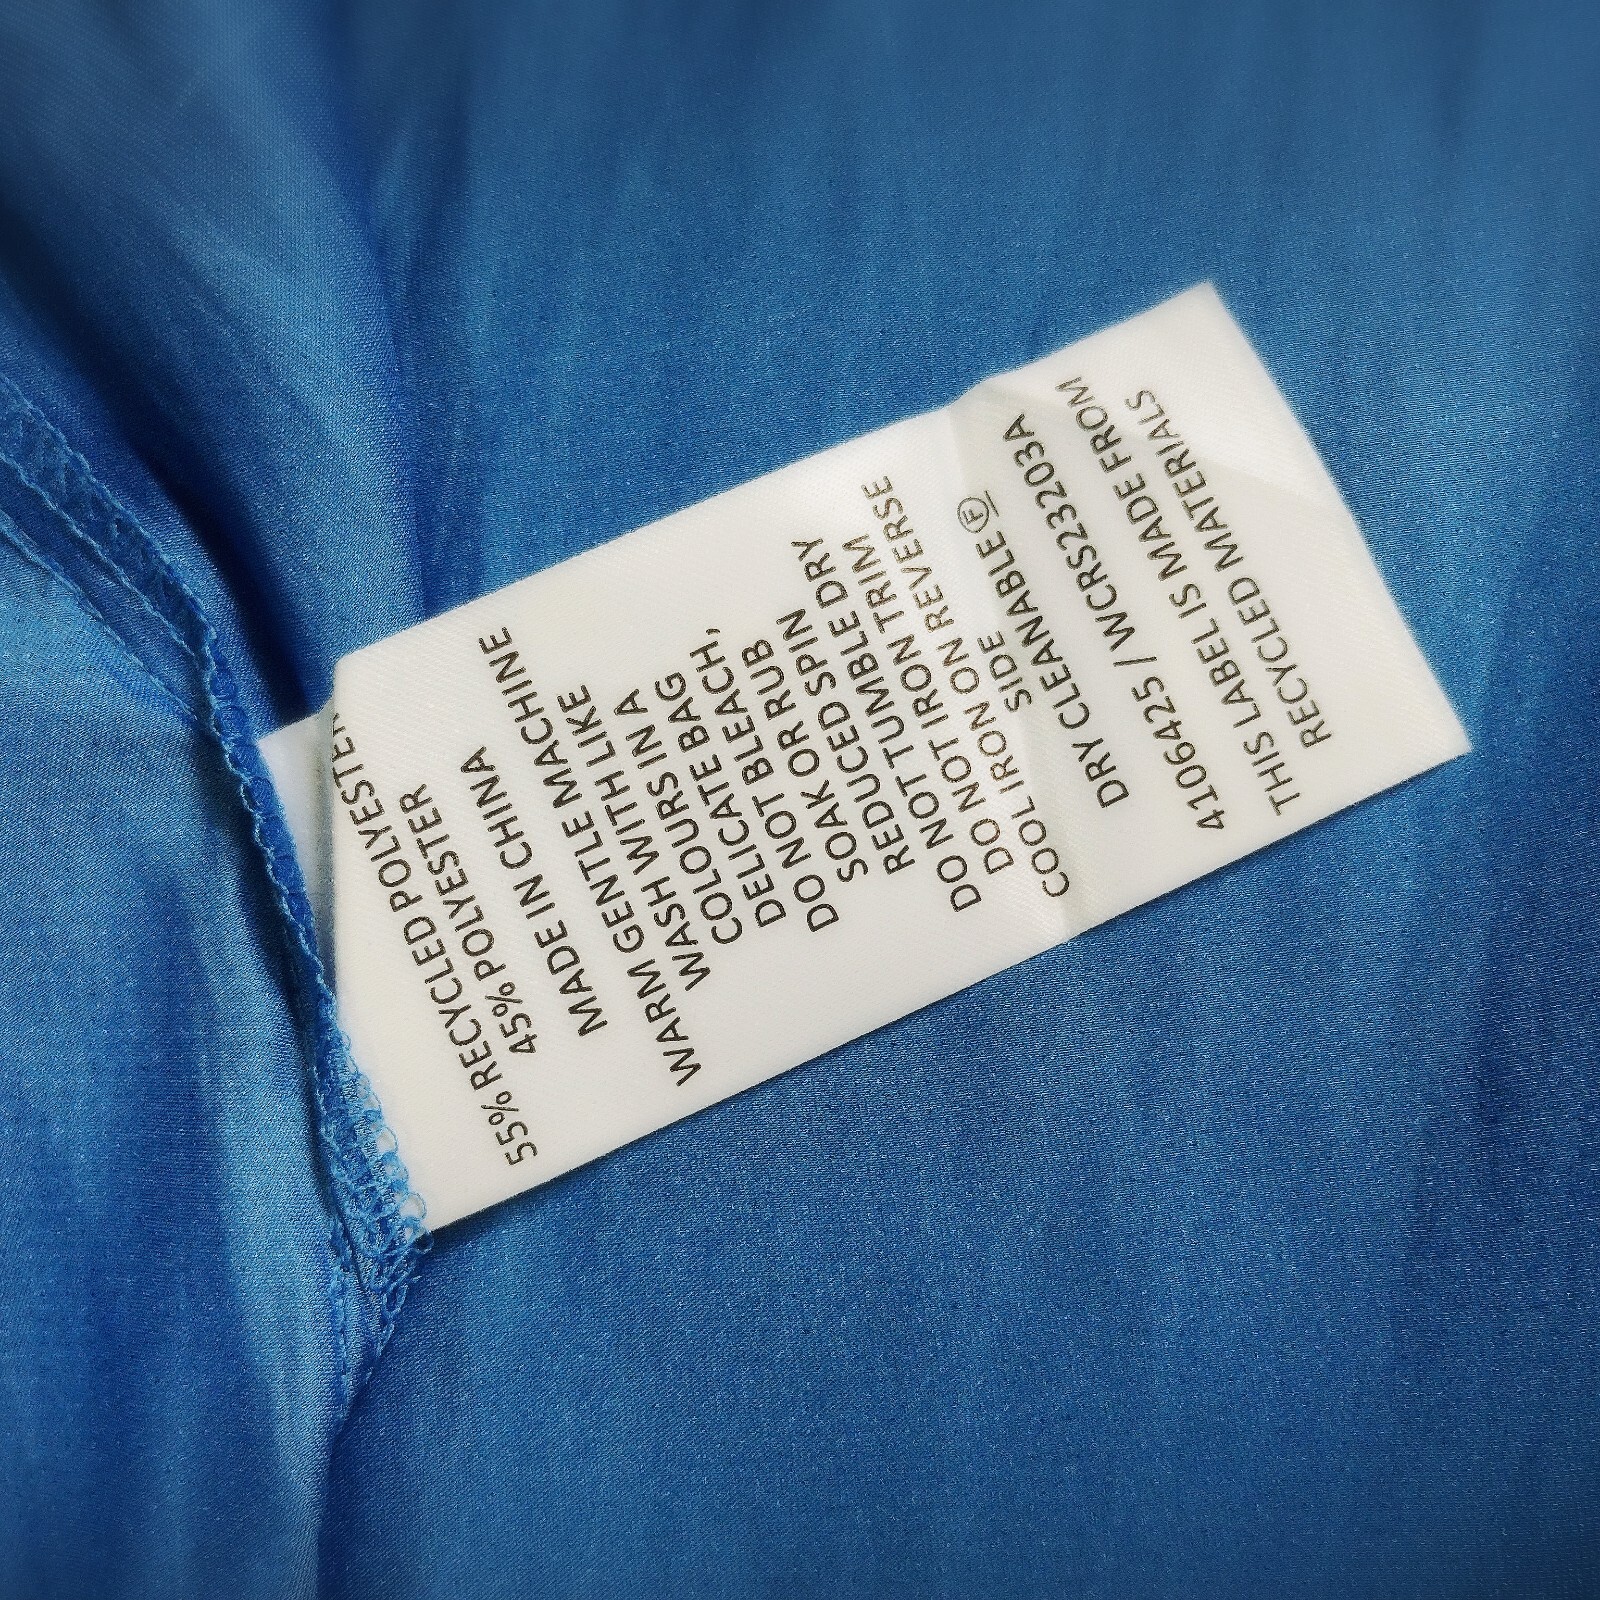 55% RECYCLED POLYESTER
45% POLYESTER
MADE IN CHINA
WARM GENTLE MACHINE
WASH WITH LIKE
COLOURS IN A
DELICATE BAG
DO NOT BLEACH,
SOAK OR RUB
REDUCED SPIN
DO NOT TUMBLE DRY
DO NOT IRON TRIM
COOL IRON ON REVERSE
SIDE
DRY CLEANABLE Ⓕ
4106425 / WCRS23203A
THIS LABEL IS MADE FROM
RECYCLED MATERIALS